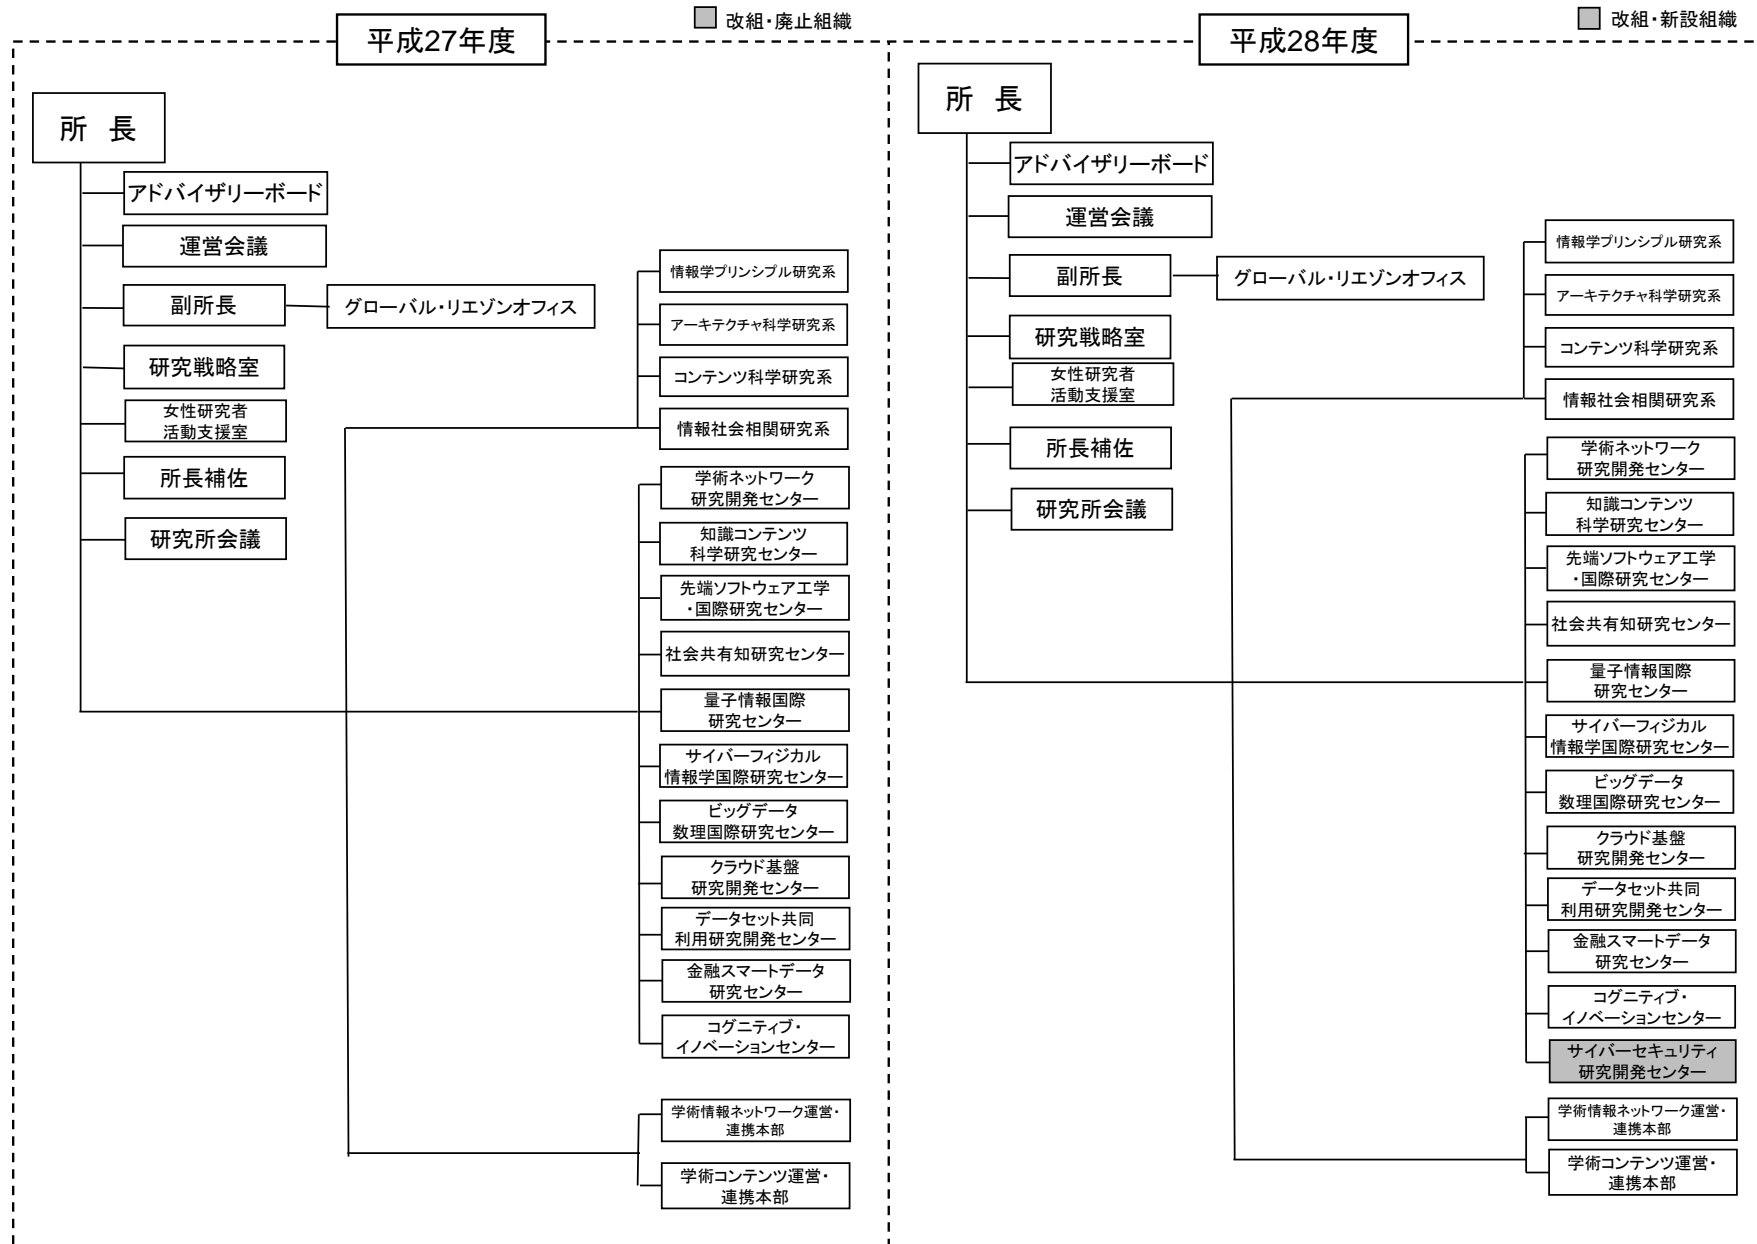 平成27年度
改組・廃止組織
所 長
アドバイザリーボード
運営会議
副所長
グローバル・リエゾンオフィス
研究戦略室
女性研究者
活動支援室
所長補佐
研究所会議
情報学プリンシプル研究系
アーキテクチャ科学研究系
コンテンツ科学研究系
情報社会相関研究系
学術ネットワーク
研究開発センター
知識コンテンツ
科学研究センター
先端ソフトウェア工学
・国際研究センター
社会共有知研究センター
量子情報国際
研究センター
サイバーフィジカル
情報学国際研究センター
ビッグデータ
数理国際研究センター
クラウド基盤
研究開発センター
データセット共同
利用研究開発センター
金融スマートデータ
研究センター
コグニティブ・
イノベーションセンター
学術情報ネットワーク運営・
連携本部
学術コンテンツ運営・
連携本部
平成28年度
改組・新設組織
所 長
アドバイザリーボード
運営会議
副所長
グローバル・リエゾンオフィス
研究戦略室
女性研究者
活動支援室
所長補佐
研究所会議
情報学プリンシプル研究系
アーキテクチャ科学研究系
コンテンツ科学研究系
情報社会相関研究系
学術ネットワーク
研究開発センター
知識コンテンツ
科学研究センター
先端ソフトウェア工学
・国際研究センター
社会共有知研究センター
量子情報国際
研究センター
サイバーフィジカル
情報学国際研究センター
ビッグデータ
数理国際研究センター
クラウド基盤
研究開発センター
データセット共同
利用研究開発センター
金融スマートデータ
研究センター
コグニティブ・
イノベーションセンター
サイバーセキュリティ
研究開発センター
学術情報ネットワーク運営・
連携本部
学術コンテンツ運営・
連携本部